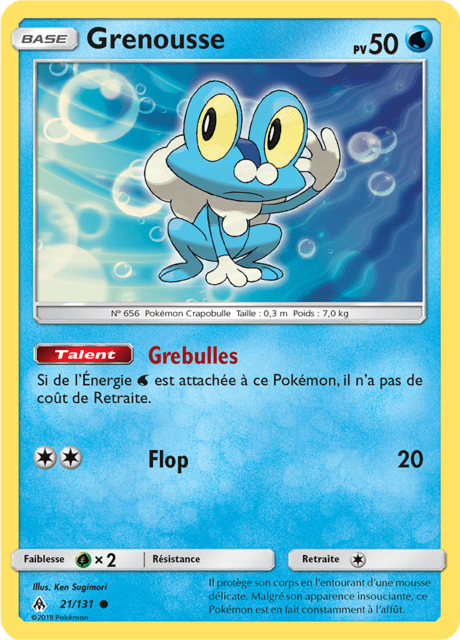 BASE Grenousse PV50
N° 656 Pokémon Crapobulle Taille : 0,3 m Poids : 7,0 kg
Talent Grebulles
Si de l'Énergie est attachée à ce Pokémon, il n'a pas de
coût de Retraite.
Flop 20
Faiblesse ×2 Résistance Retraite
Illus. Ken Sugimori
21/131
©2018 Pokémon
Il protège son corps en l'entourant d'une mousse
délicate. Malgré son apparence insouciante, ce
Pokémon est en fait constamment à l'affût.